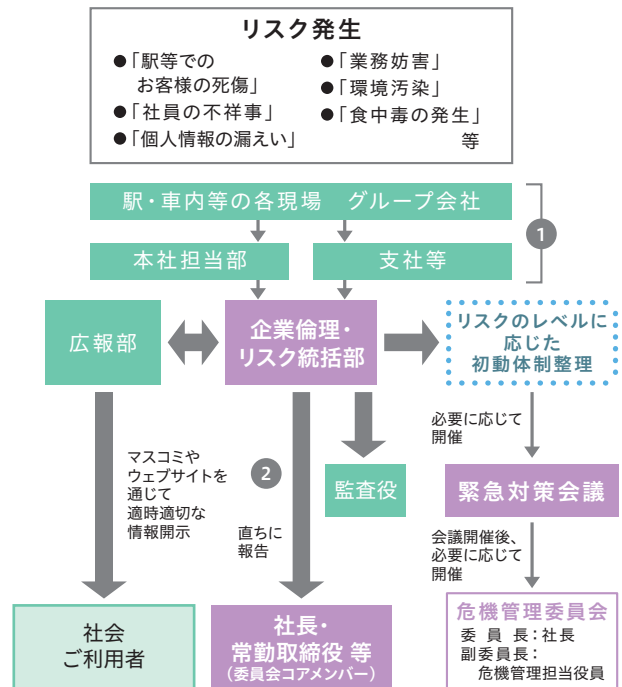 リスク発生
●「駅等での
お客様の死傷」
●「社員の不祥事」
●「個人情報の漏えい」
●「業務妨害」
●「環境汚染」
●「食中毒の発生」
等
駅・車内等の各現場　グループ会社
1
本社担当部
支社等
広報部
企業倫理・
リスク統括部
リスクのレベルに
応じた
初動体制整理
マスコミや
ウェブサイトを
通じて
適時適切な
情報開示
2
直ちに
報告
監査役
必要に応じて
開催
緊急対策会議
会議開催後、
必要に応じて
開催
社会
ご利用者
社長・
常勤取締役 等
（委員会コアメンバー）
危機管理委員会
委 員 長：社長
副委員長：
危機管理担当役員